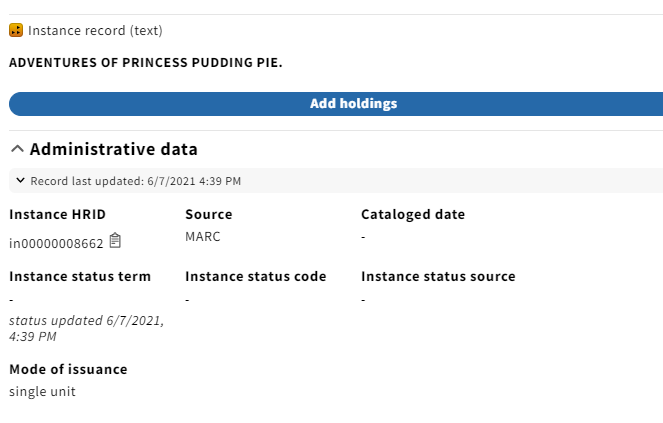 Instance record (text)
ADVENTURES OF PRINCESS PUDDING PIE.
Add holdings
Administrative data
Record last updated: 6/7/2021 4:39 PM
Instance HRID Source Cataloged date
in00000008662 MARC -
Instance status term Instance status code Instance status source
- - -
status updated 6/7/2021,
4:39 PM
Mode of issuance
single unit